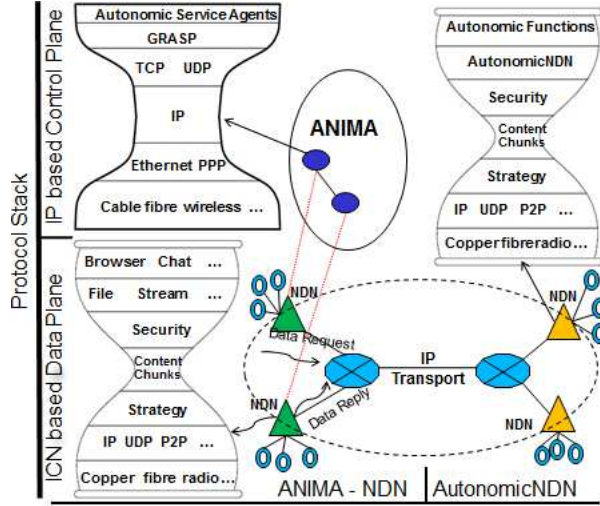 Protocol Stack
IP based Control Plane
ICN based Data Plane
Autonomic Service Agents
GRASP
TCP UDP
IP
Ethernet PPP
Cable fibre wireless ...
ANIMA
Autonomic Functions
AutonomicNDN
Security
Content
Chunks
Strategy
IP UDP P2P ...
Copperfibreradio...
Browser Chat ...
File Stream ...
Security
Content
Chunks
Strategy
IP UDP P2P ...
Copper fibre radio...
NDN
NDN
Data Request
IP
Transport
NDN
Data Reply
NDN
ANIMA - NDN
AutonomicNDN